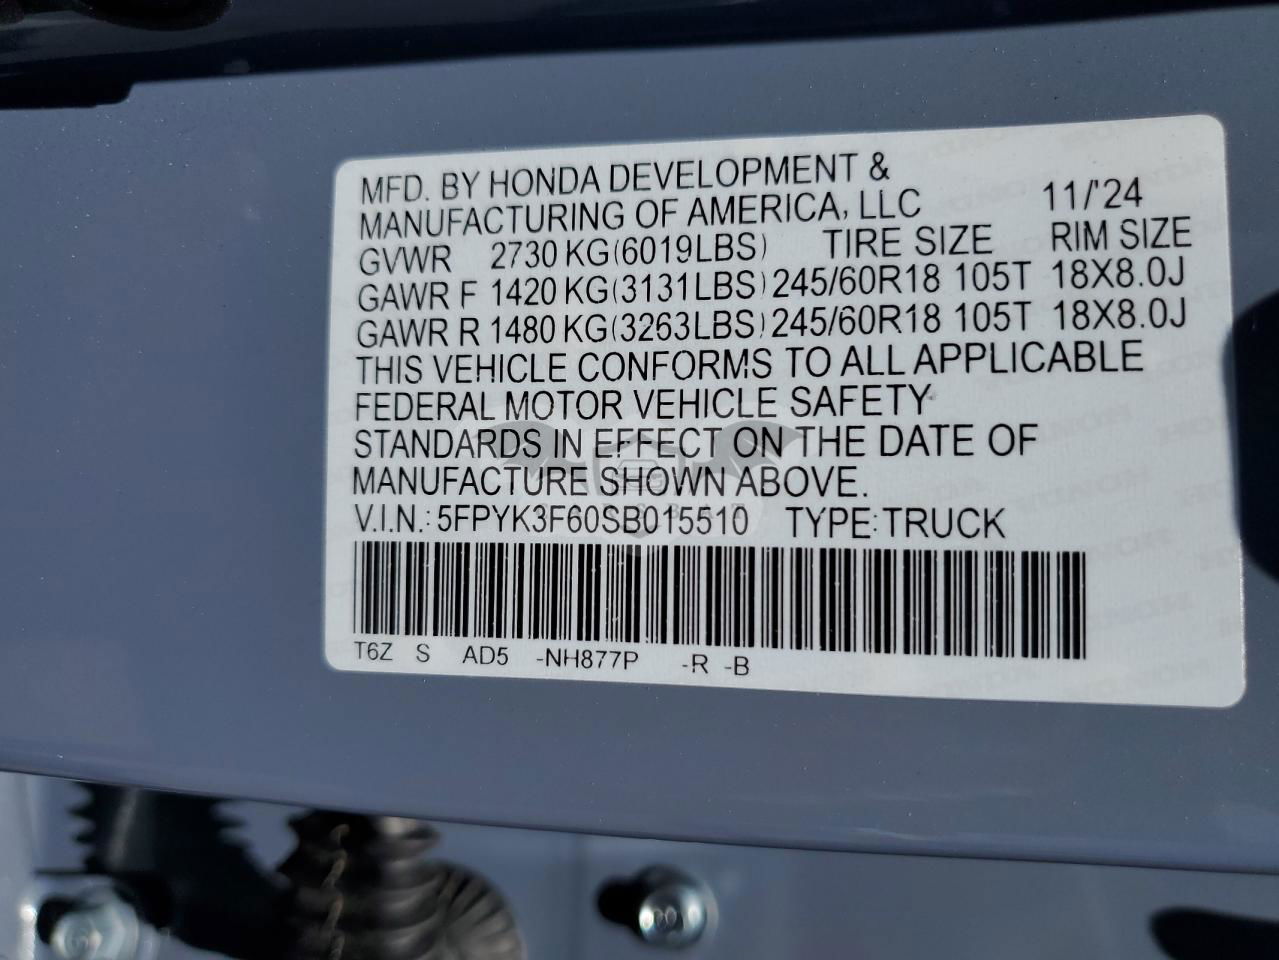 MFD. BY HONDA DEVELOPMENT &
MANUFACTURING OF AMERICA, LLC 11/'24
GVWR 2730 KG(6019LBS) TIRE SIZE RIM SIZE
GAWR F 1420 KG(3131LBS) 245/60R18 105T 18X8.0J
GAWR R 1480 KG(3263LBS) 245/60R18 105T 18X8.0J
THIS VEHICLE CONFORMS TO ALL APPLICABLE
FEDERAL MOTOR VEHICLE SAFETY
STANDARDS IN EFFECT ON THE DATE OF
MANUFACTURE SHOWN ABOVE.
V.I.N.: 5FPYK3F60SB015510 TYPE: TRUCK
T6Z S AD5 -NH877P -R -B